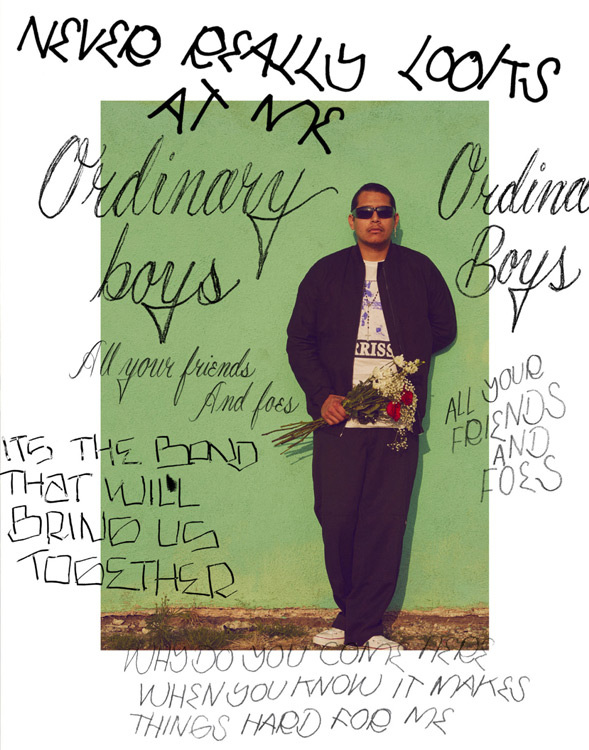 NEVER REALLY LOOKS
AT ME
Ordinary
boys
Ordina
Boys
All your friends
And foes
RRISS
ALL YOUR
FRIENDS
AND
FOES
ITS THE BOND
THAT WILL
BRING US
TOGETHER
WHY DO YOU COME HERE
WHEN YOU KNOW IT MAKES
THINGS HARD FOR ME